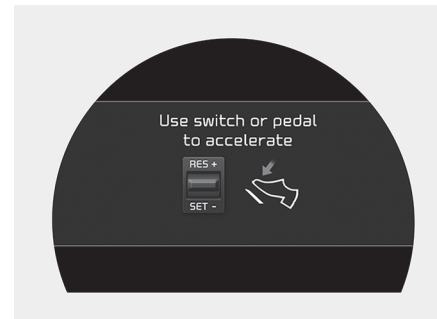 Use switch or pedal
to accelerate
RES +
SET -